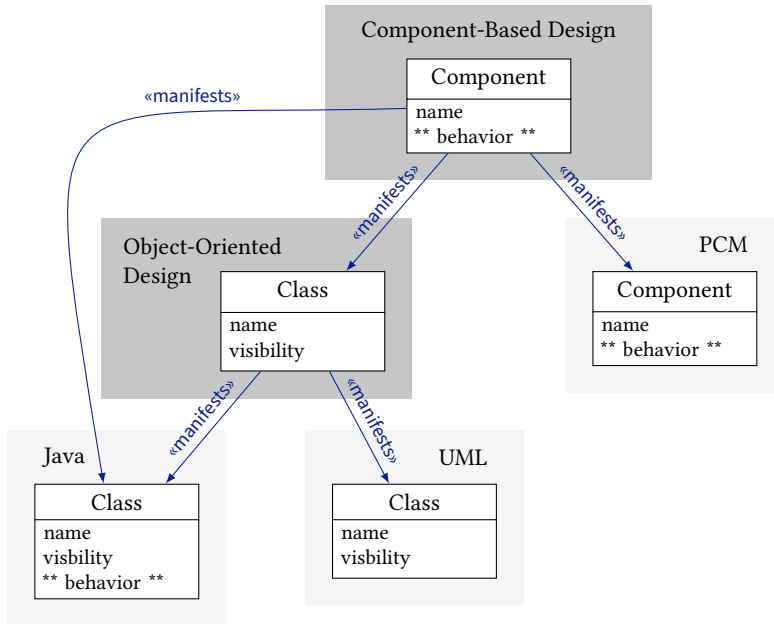 Component-Based Design
Component
name
** behavior **
«manifests»
«manifests»
«manifests»
Object-Oriented
Design
Class
name
visibility
PCM
Component
name
** behavior **
«manifests»
«manifests»
Java
Class
name
visbility
** behavior **
UML
Class
name
visbility